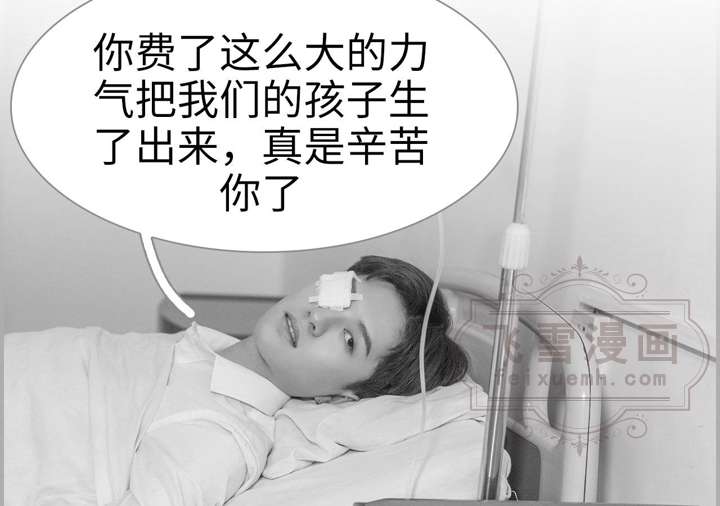 你费了这么大的力
气把我们的孩子生
了出来，真是辛苦
你了
飞雪漫画
feixuemh.com